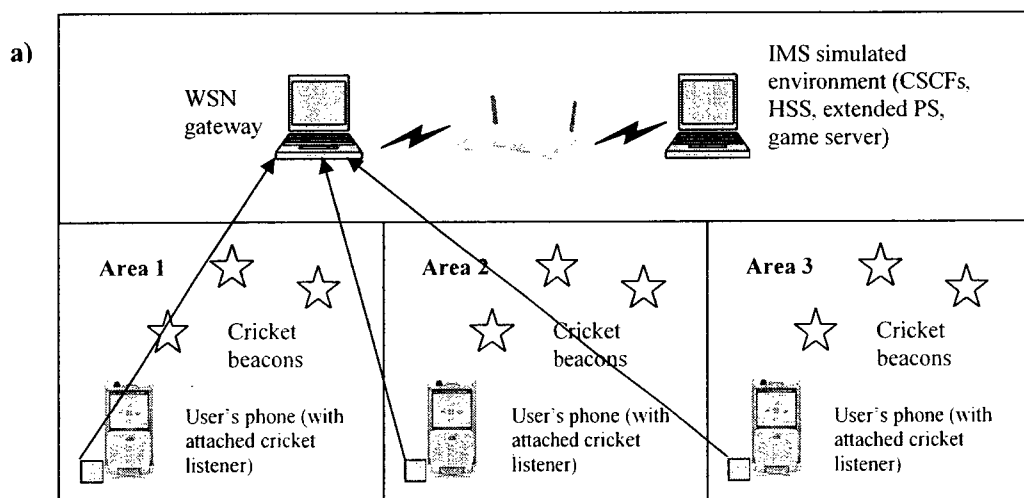 a)
WSN
gateway
IMS simulated
environment (CSCFs,
HSS, extended PS,
game server)
Area 1
Cricket
beacons
User's phone (with
attached cricket
listener)
Area 2
Cricket
beacons
User's phone (with
attached cricket
listener)
Area 3
Cricket
beacons
User's phone (with
attached cricket
listener)